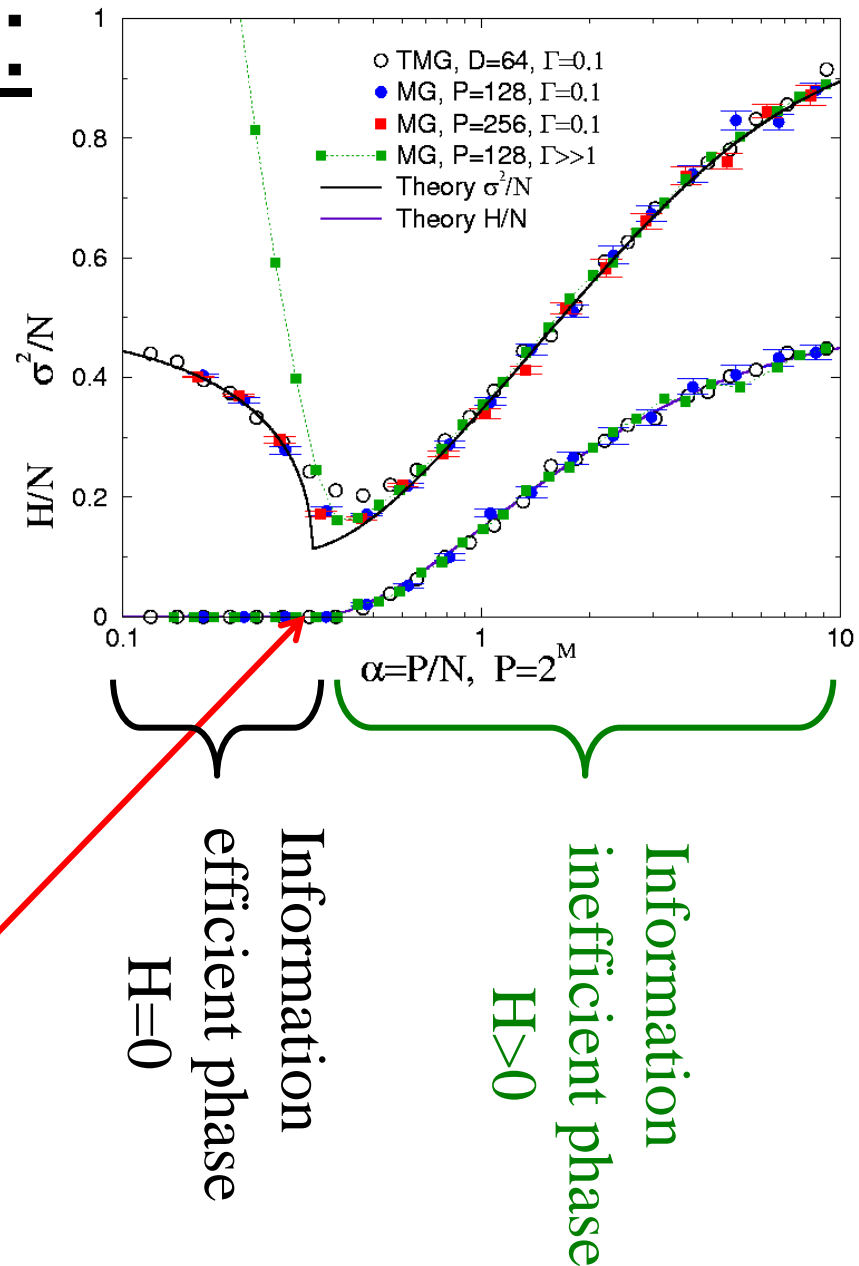 :
1
0.8
0.6
0.4
0.2
0
H/N    σ²/N
TMG, D=64, Γ=0.1
MG, P=128, Γ=0.1
MG, P=256, Γ=0.1
MG, P=128, Γ>>1
Theory σ²/N
Theory H/N
0.1 1 10
α=P/N, P=2^M
Information
efficient phase
H=0
Information
inefficient phase
H>0